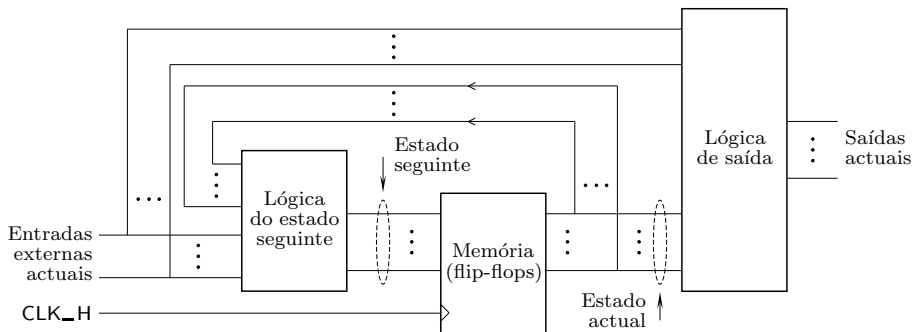 Estado
seguinte
Lógica
de saída
Saídas
actuais
Lógica
do estado
seguinte
Memória
(flip-flops)
Entradas
externas
actuais
CLK_H
Estado
actual